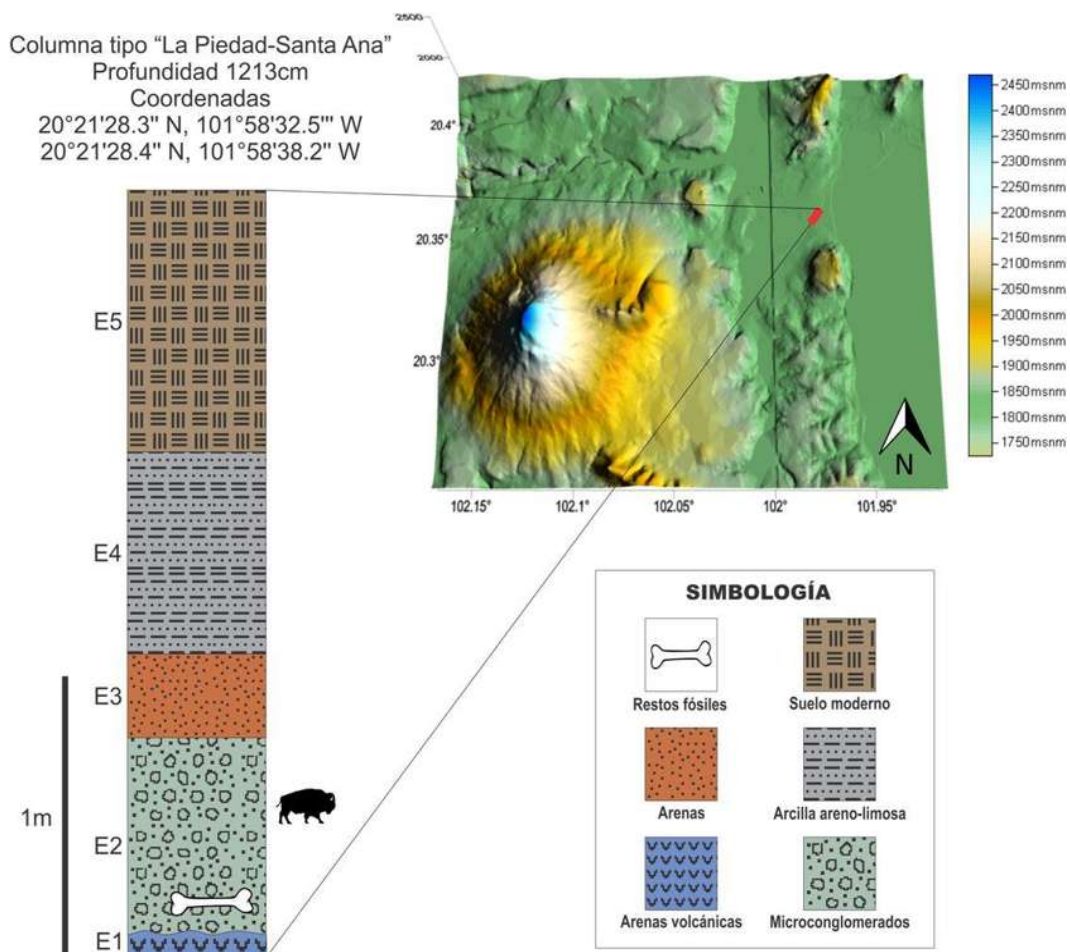 Columna tipo “La Piedad-Santa Ana”
Profundidad 1213cm
Coordenadas
20°21'28.3" N, 101°58'32.5"' W
20°21'28.4" N, 101°58'38.2" W
2500
2000
20.4°
20.35°
20.3°
102.15°
102.1°
102.05°
102°
101.95°
N
2450msnm
2400msnm
2350msnm
2300msnm
2250msnm
2200msnm
2150msnm
2100msnm
2050msnm
2000msnm
1950msnm
1900msnm
1850msnm
1800msnm
1750msnm
E5
E4
E3
E2
E1
1m
SIMBOLOGÍA
Restos fósiles
Suelo moderno
Arenas
Arcilla areno-limosa
Arenas volcánicas
Microconglomerados